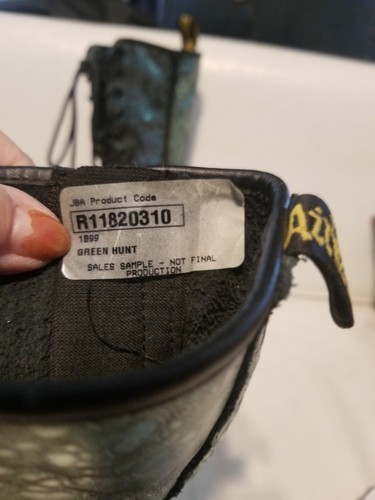 JBA Product Code
R11820310
1B99
GREEN HUNT
SALES SAMPLE - NOT FINAL
PRODUCTION